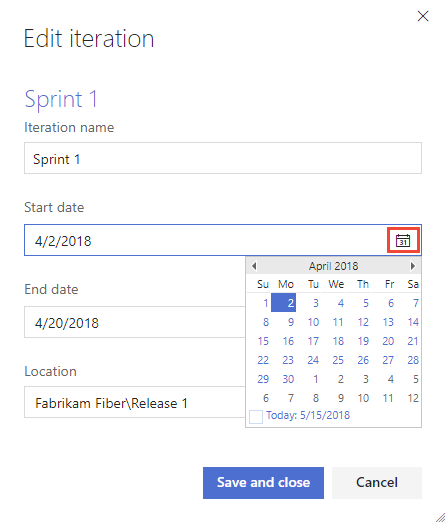 Edit iteration
Sprint 1
Iteration name
Sprint 1
Start date
4/2/2018
31
April 2018
Su Mo Tu We Th Fr Sa
1 2 3 4 5 6 7
8 9 10 11 12 13 14
15 16 17 18 19 20 21
22 23 24 25 26 27 28
29 30 1 2 3 4 5
6 7 8 9 10 11 12
Today: 5/15/2018
End date
4/20/2018
Location
Fabrikam Fiber\Release 1
Save and close Cancel